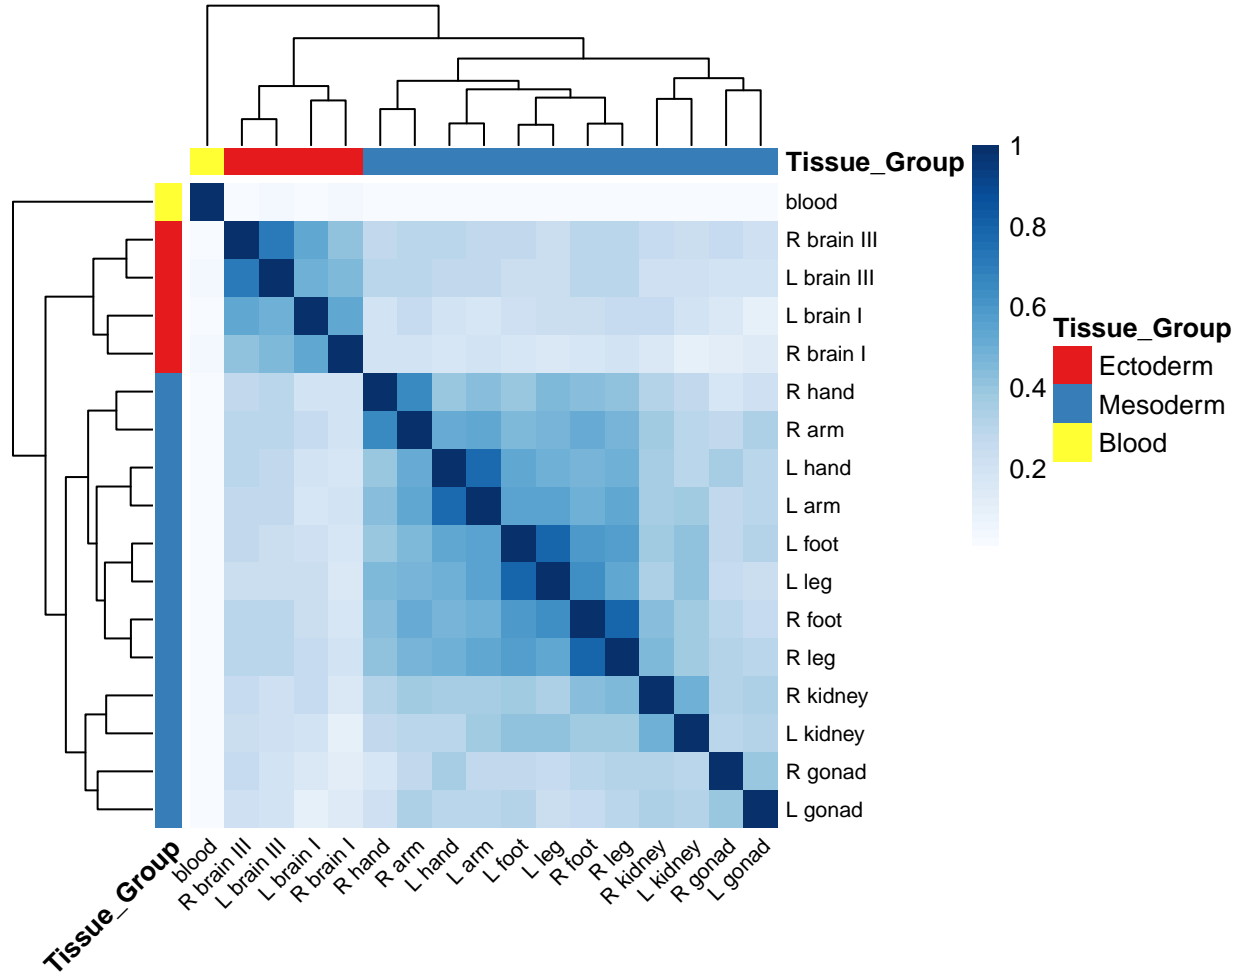 Tissue_Group
1
0.8
0.6
0.4
0.2
blood
R brain III
L brain III
L brain I
R brain I
R hand
R arm
L hand
L arm
L foot
L leg
R foot
R leg
R kidney
L kidney
R gonad
L gonad
Tissue_Group
Ectoderm
Mesoderm
Blood
Tissue_Group
blood
R brain III
L brain III
L brain I
R brain I
R hand
R arm
L hand
L arm
L foot
L leg
R foot
R leg
R kidney
L kidney
R gonad
L gonad